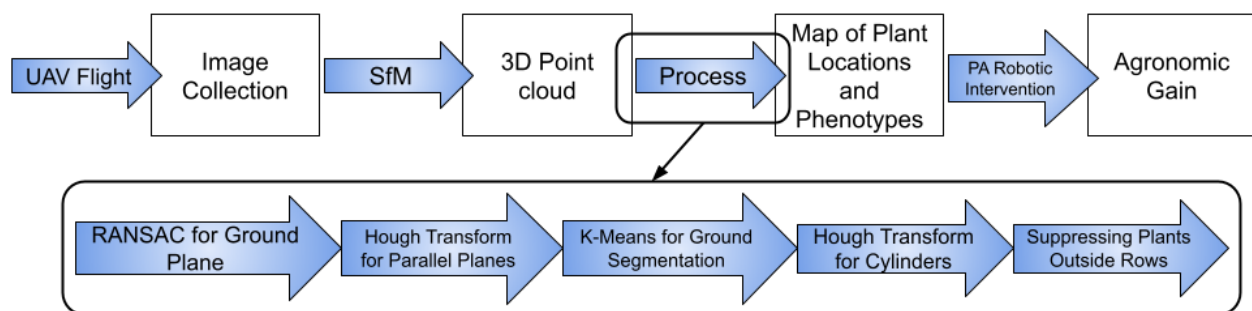 UAV Flight
Image
Collection
SfM
3D Point
cloud
Process
Map of Plant
Locations
and
Phenotypes
PA Robotic
Intervention
Agronomic
Gain
RANSAC for Ground
Plane
Hough Transform
for Parallel Planes
K-Means for Ground
Segmentation
Hough Transform
for Cylinders
Suppressing Plants
Outside Rows